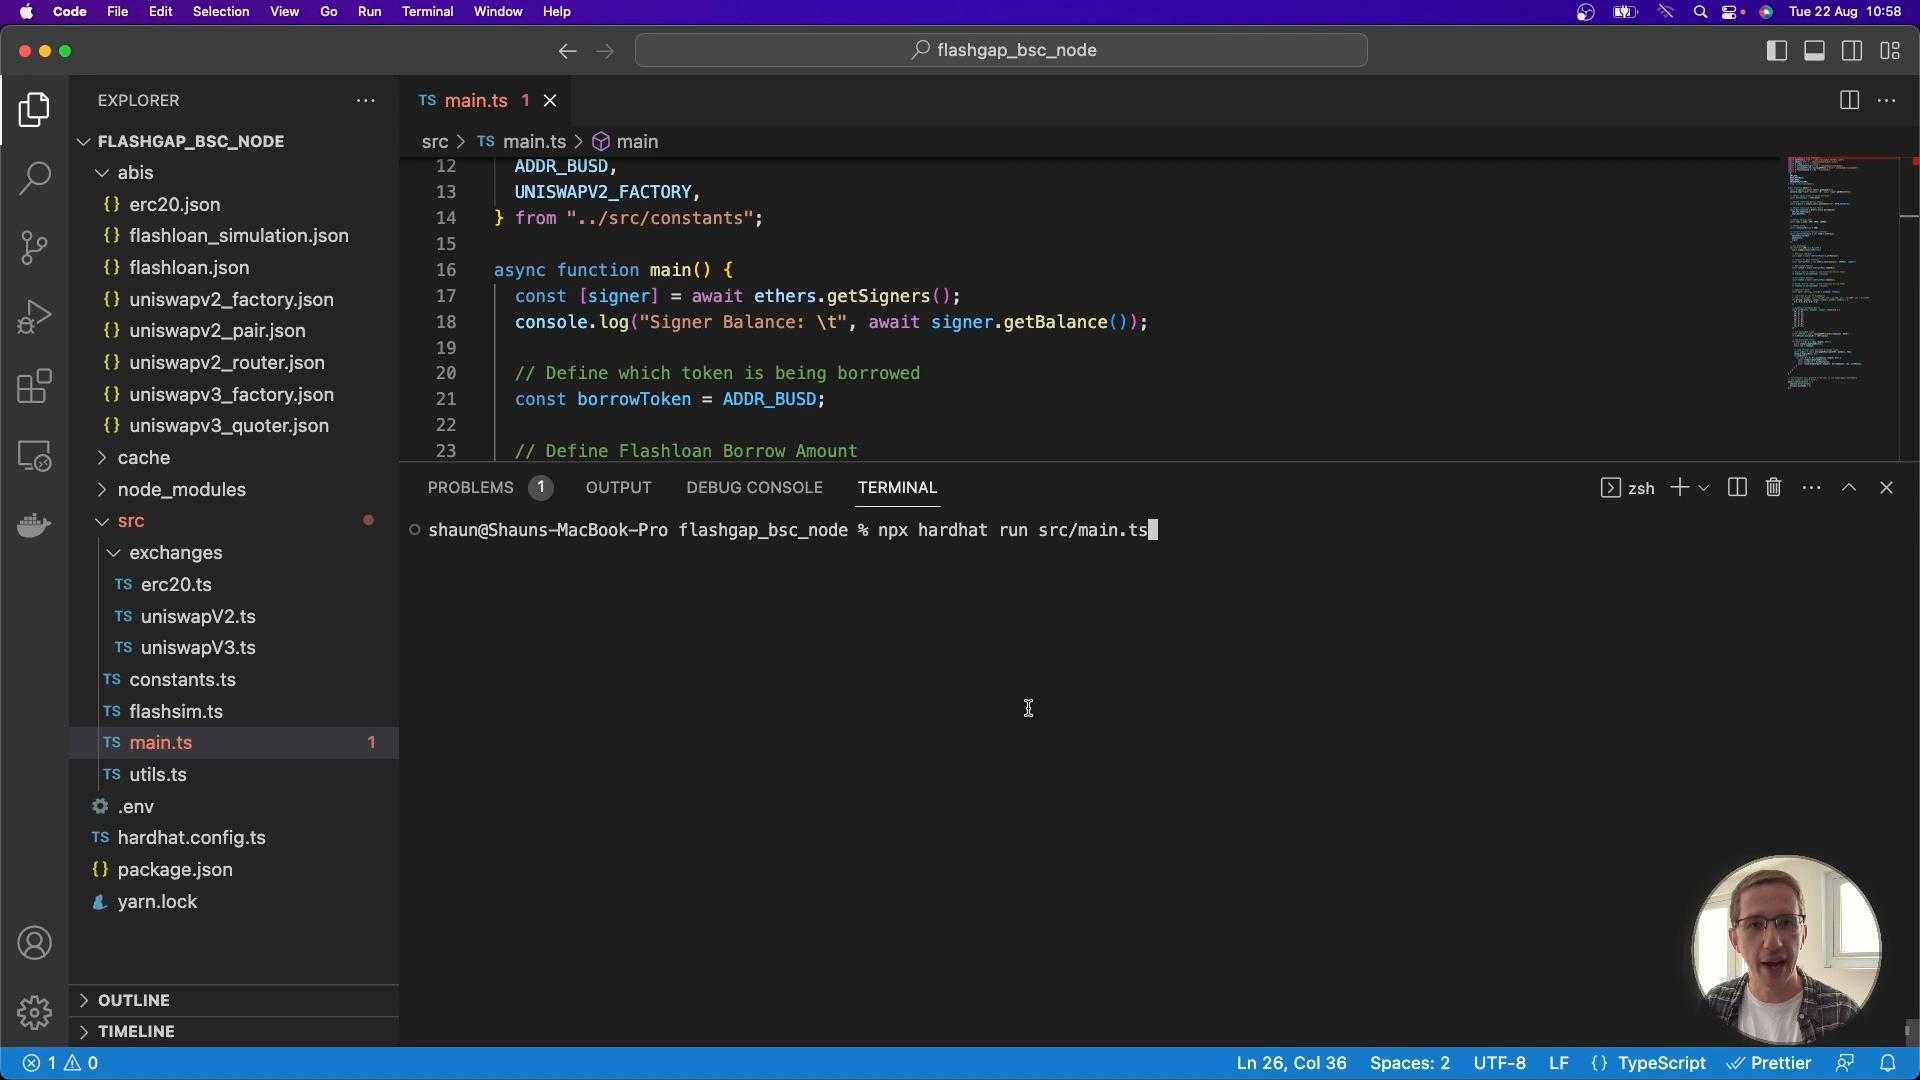 Code File Edit Selection View Go Run Terminal Window Help Tue 22 Aug 10:58
flashgap_bsc_node
EXPLORER
FLASHGAP_BSC_NODE
abis
{} erc20.json
{} flashloan_simulation.json
{} flashloan.json
{} uniswapv2_factory.json
{} uniswapv2_pair.json
{} uniswapv2_router.json
{} uniswapv3_factory.json
{} uniswapv3_quoter.json
cache
node_modules
src
exchanges
TS erc20.ts
TS uniswapV2.ts
TS uniswapV3.ts
TS constants.ts
TS flashsim.ts
TS main.ts 1
TS utils.ts
.env
TS hardhat.config.ts
{} package.json
yarn.lock
OUTLINE
TIMELINE
TS main.ts 1
src > TS main.ts > main
12 ADDR_BUSD,
13 UNISWAPV2_FACTORY,
14 } from "../src/constants";
15
16 async function main() {
17 const [signer] = await ethers.getSigners();
18 console.log("Signer Balance: \t", await signer.getBalance());
19
20 // Define which token is being borrowed
21 const borrowToken = ADDR_BUSD;
22
23 // Define Flashloan Borrow Amount
PROBLEMS 1 OUTPUT DEBUG CONSOLE TERMINAL zsh
shaun@Shauns-MacBook-Pro flashgap_bsc_node % npx hardhat run src/main.ts
1 0 Ln 26, Col 36 Spaces: 2 UTF-8 LF {} TypeScript Prettier